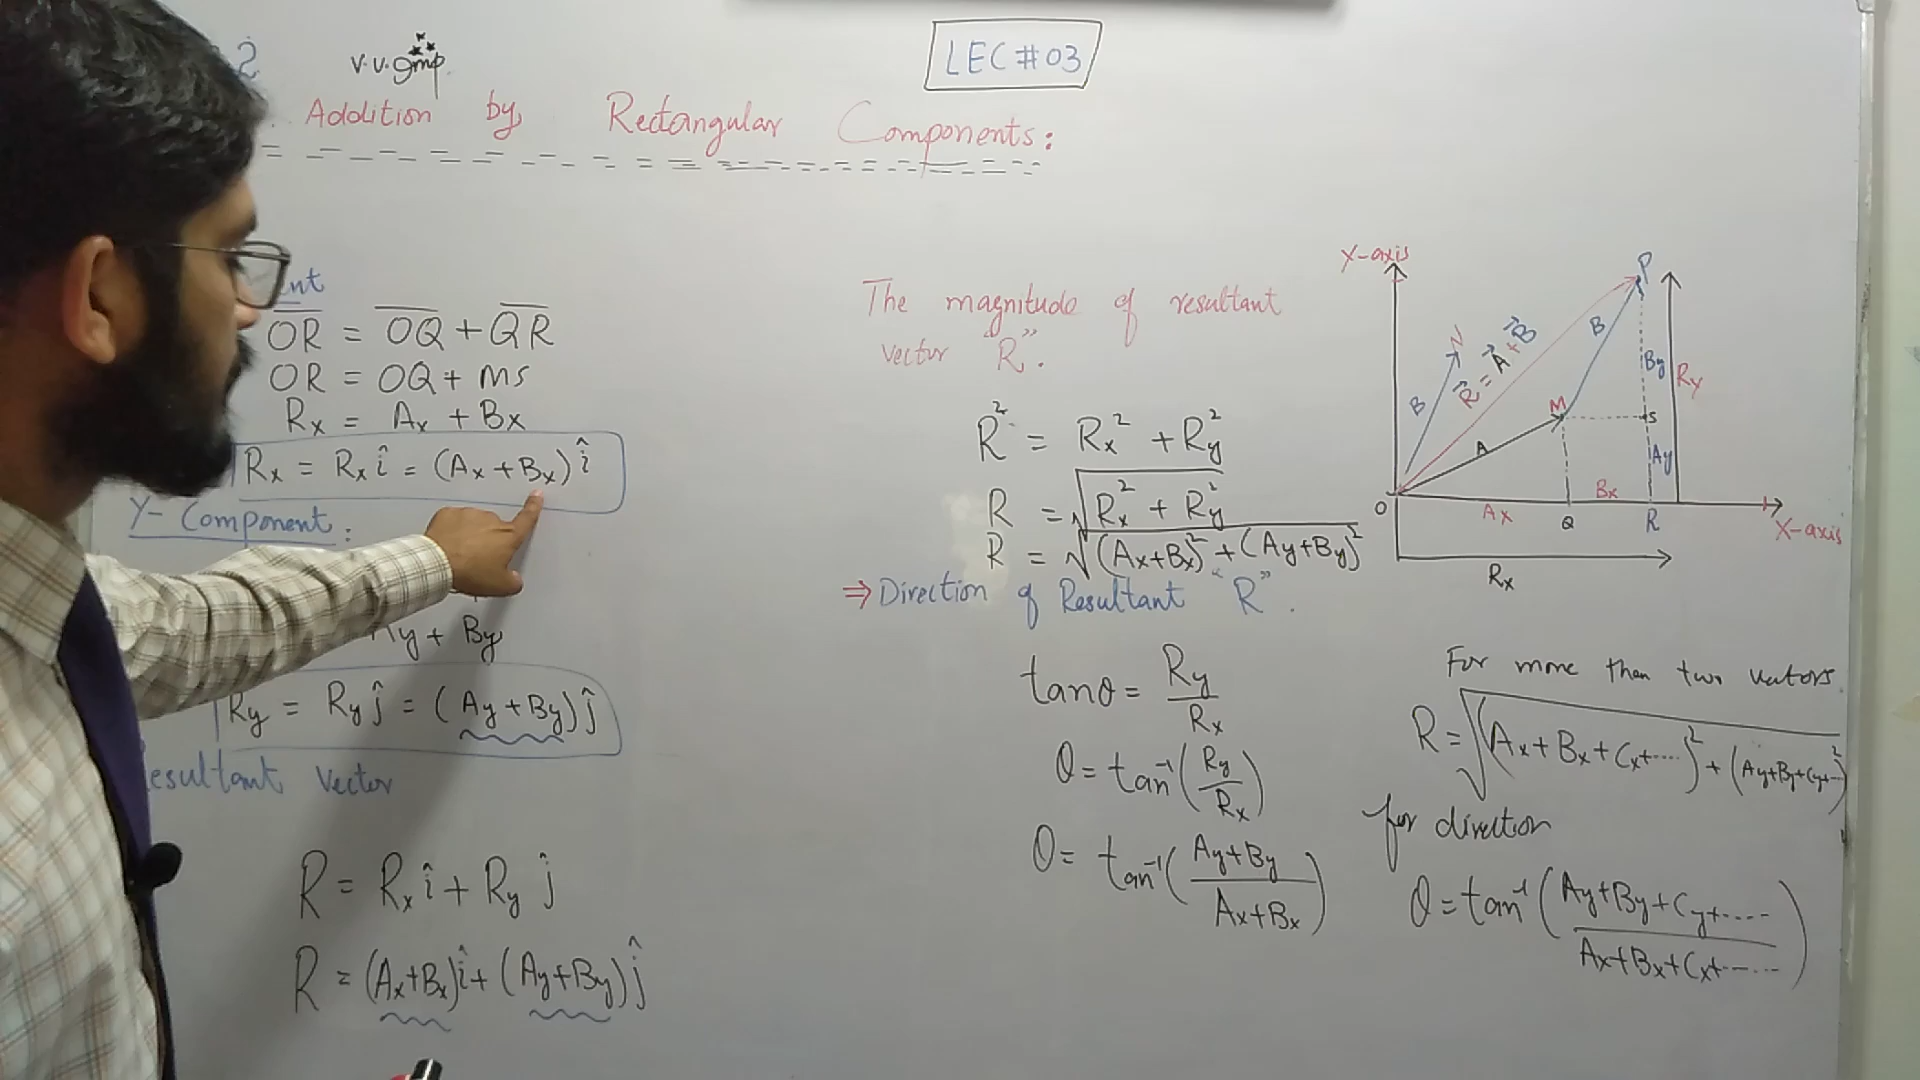 2
V.V.Imp
LEC # 03
Addition by Rectangular Components:
OR = OQ + QR
OR = OQ + MS
Rx = Ax + Bx
Rx = Rx î = (Ax + Bx) î
Y-Component:
Ay + By
Ry = Ry ĵ = (Ay + By) ĵ
Vector
R = Rx î + Ry ĵ
R = (Ax+Bx) î + (Ay+By) ĵ
The magnitude of resultant
vector "R".
R² = Rx² + Ry²
R = √(Rx² + Ry²)
R = √((Ax+Bx)² + (Ay+By)²)
⇒ Direction of Resultant "R".
tanθ = Ry/Rx
θ = tan⁻¹(Ry/Rx)
θ = tan⁻¹((Ay+By)/(Ax+Bx))
Y-axis
P
N
B
R⃗ = A⃗ + B⃗
B
By
Ry
M
S
A
Ay
O
Ax
Q
Bx
R
X-axis
Rx
For more than two vectors.
R = √((Ax+Bx+Cx+----)² + (Ay+By+Cy+--)²)
for direction
θ = tan⁻¹((Ay+By+Cy+----)/(Ax+Bx+Cx+-----))